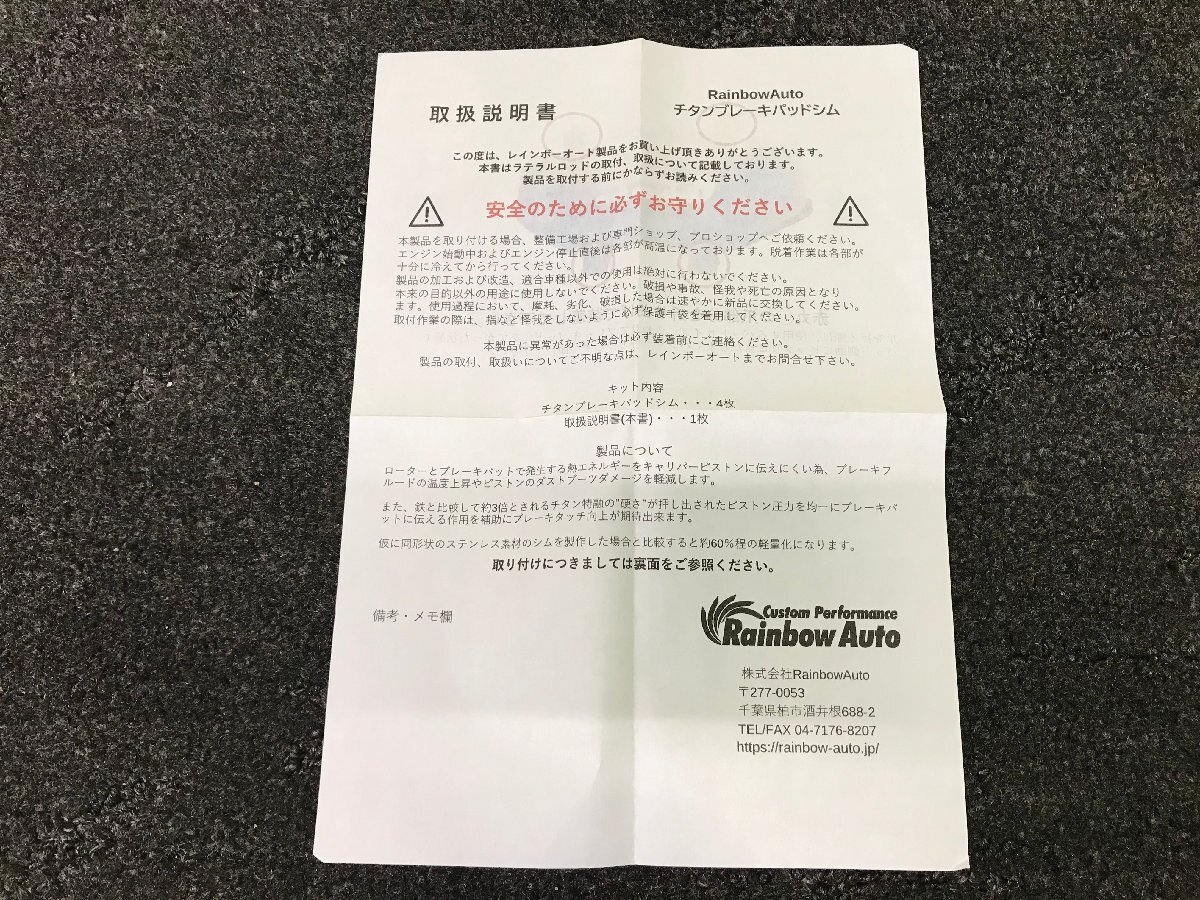 取扱説明書
RainbowAuto
チタンブレーキパッドシム
この度は、レインボーオート製品をお買い上げ頂きありがとうございます。
本書はラテラルロッドの取付、取扱について記載しております。
製品を取付する前にかならずお読みください。
安全のために必ずお守りください
本製品を取り付ける場合、整備工場および専門ショップ、プロショップへご依頼ください。
エンジン始動中およびエンジン停止直後は各部が高温になっております。脱着作業は各部が
十分に冷えてから行ってください。
製品の加工および改造、適合車種以外での使用は絶対に行わないでください。
本来の目的以外の用途に使用しないでください。破損や事故、怪我や死亡の原因となり
ます。使用過程において、摩耗、劣化、破損した場合は速やかに新品に交換してください。
取付作業の際は、指など怪我をしないように必ず保護手袋を着用してください。
本製品に異常があった場合は必ず装着前にご連絡ください。
製品の取付、取扱いについてご不明な点は、レインボーオートまでお問合せ下さい。
キット内容
チタンブレーキパッドシム・・・4枚
取扱説明書(本書)・・・1枚
製品について
ローターとブレーキパットで発生する熱エネルギーをキャリパーピストンに伝えにくい為、ブレーキフ
ルードの温度上昇やピストンのダストブーツダメージを軽減します。
また、鉄と比較して約3倍とされるチタン特融の"硬さ"が押し出されたピストン圧力を均一にブレーキパ
ットに伝える作用を補助にブレーキタッチ向上が期待出来ます。
仮に同形状のステンレス素材のシムを製作した場合と比較すると約60%程の軽量化になります。
取り付けにつきましては裏面をご参照ください。
備考・メモ欄
Custom Performance
Rainbow Auto
株式会社RainbowAuto
〒277-0053
千葉県柏市酒井根688-2
TEL/FAX 04-7176-8207
https://rainbow-auto.jp/